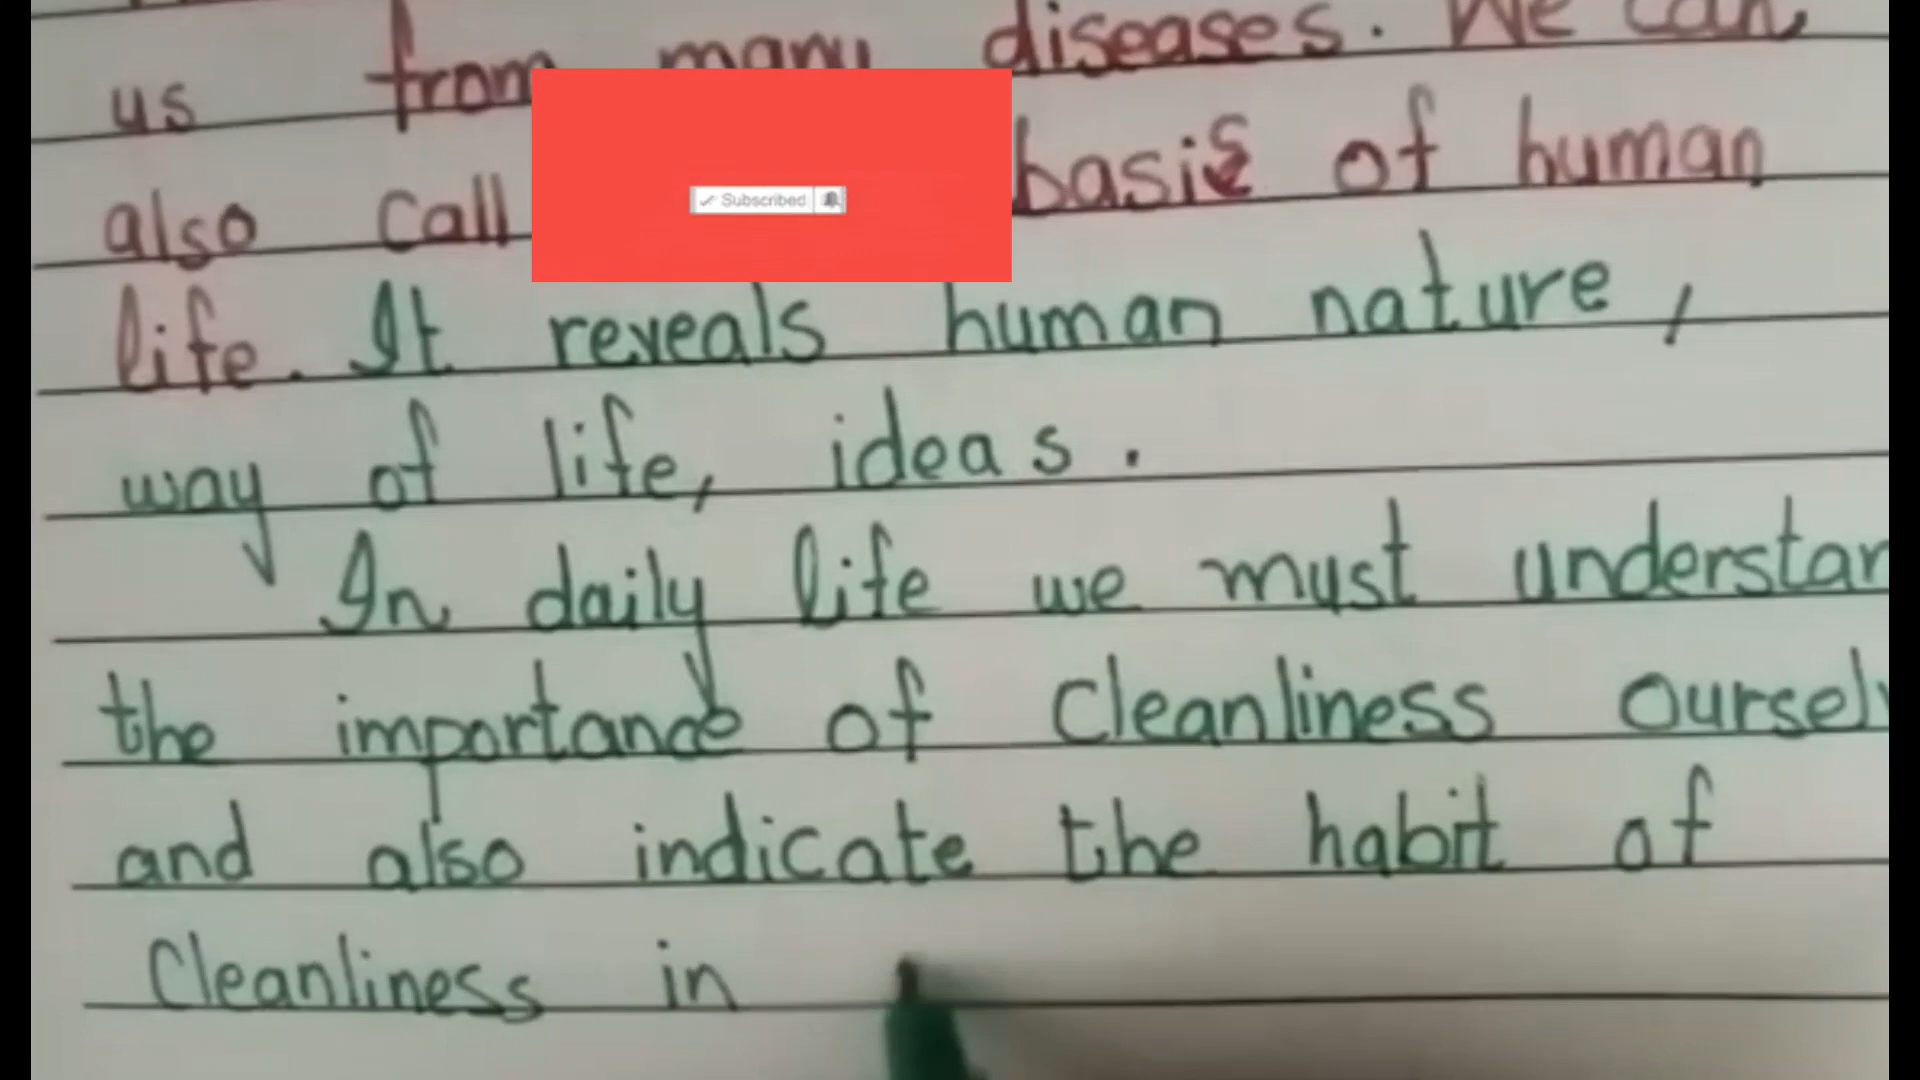 us from many diseases. We can
also call basis of human
Subscribed
life. It reveals human nature,
way of life, ideas.
In daily life we must understan
the importance of Cleanliness oursel
and also indicate the habit of
Cleanliness in